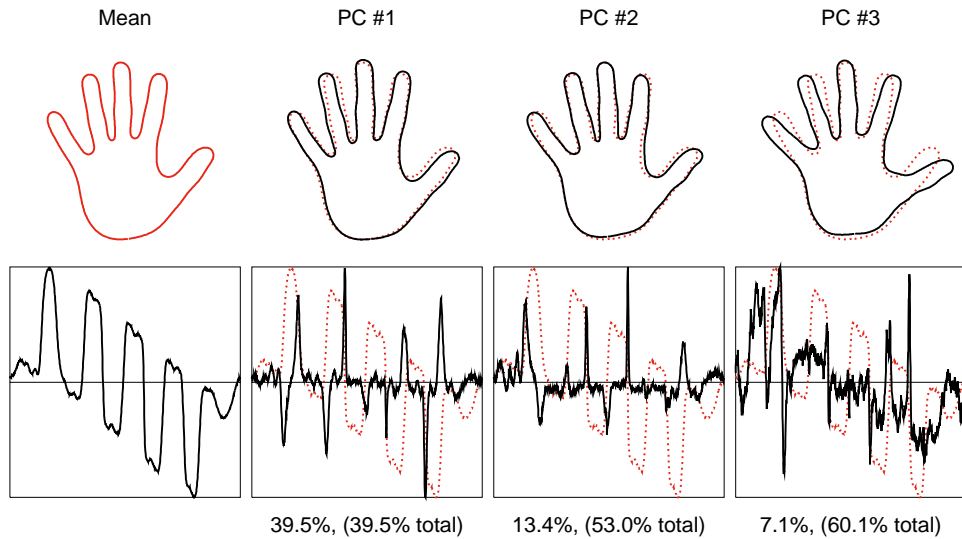 Mean
PC #1
PC #2
PC #3
39.5%, (39.5% total)
13.4%, (53.0% total)
7.1%, (60.1% total)